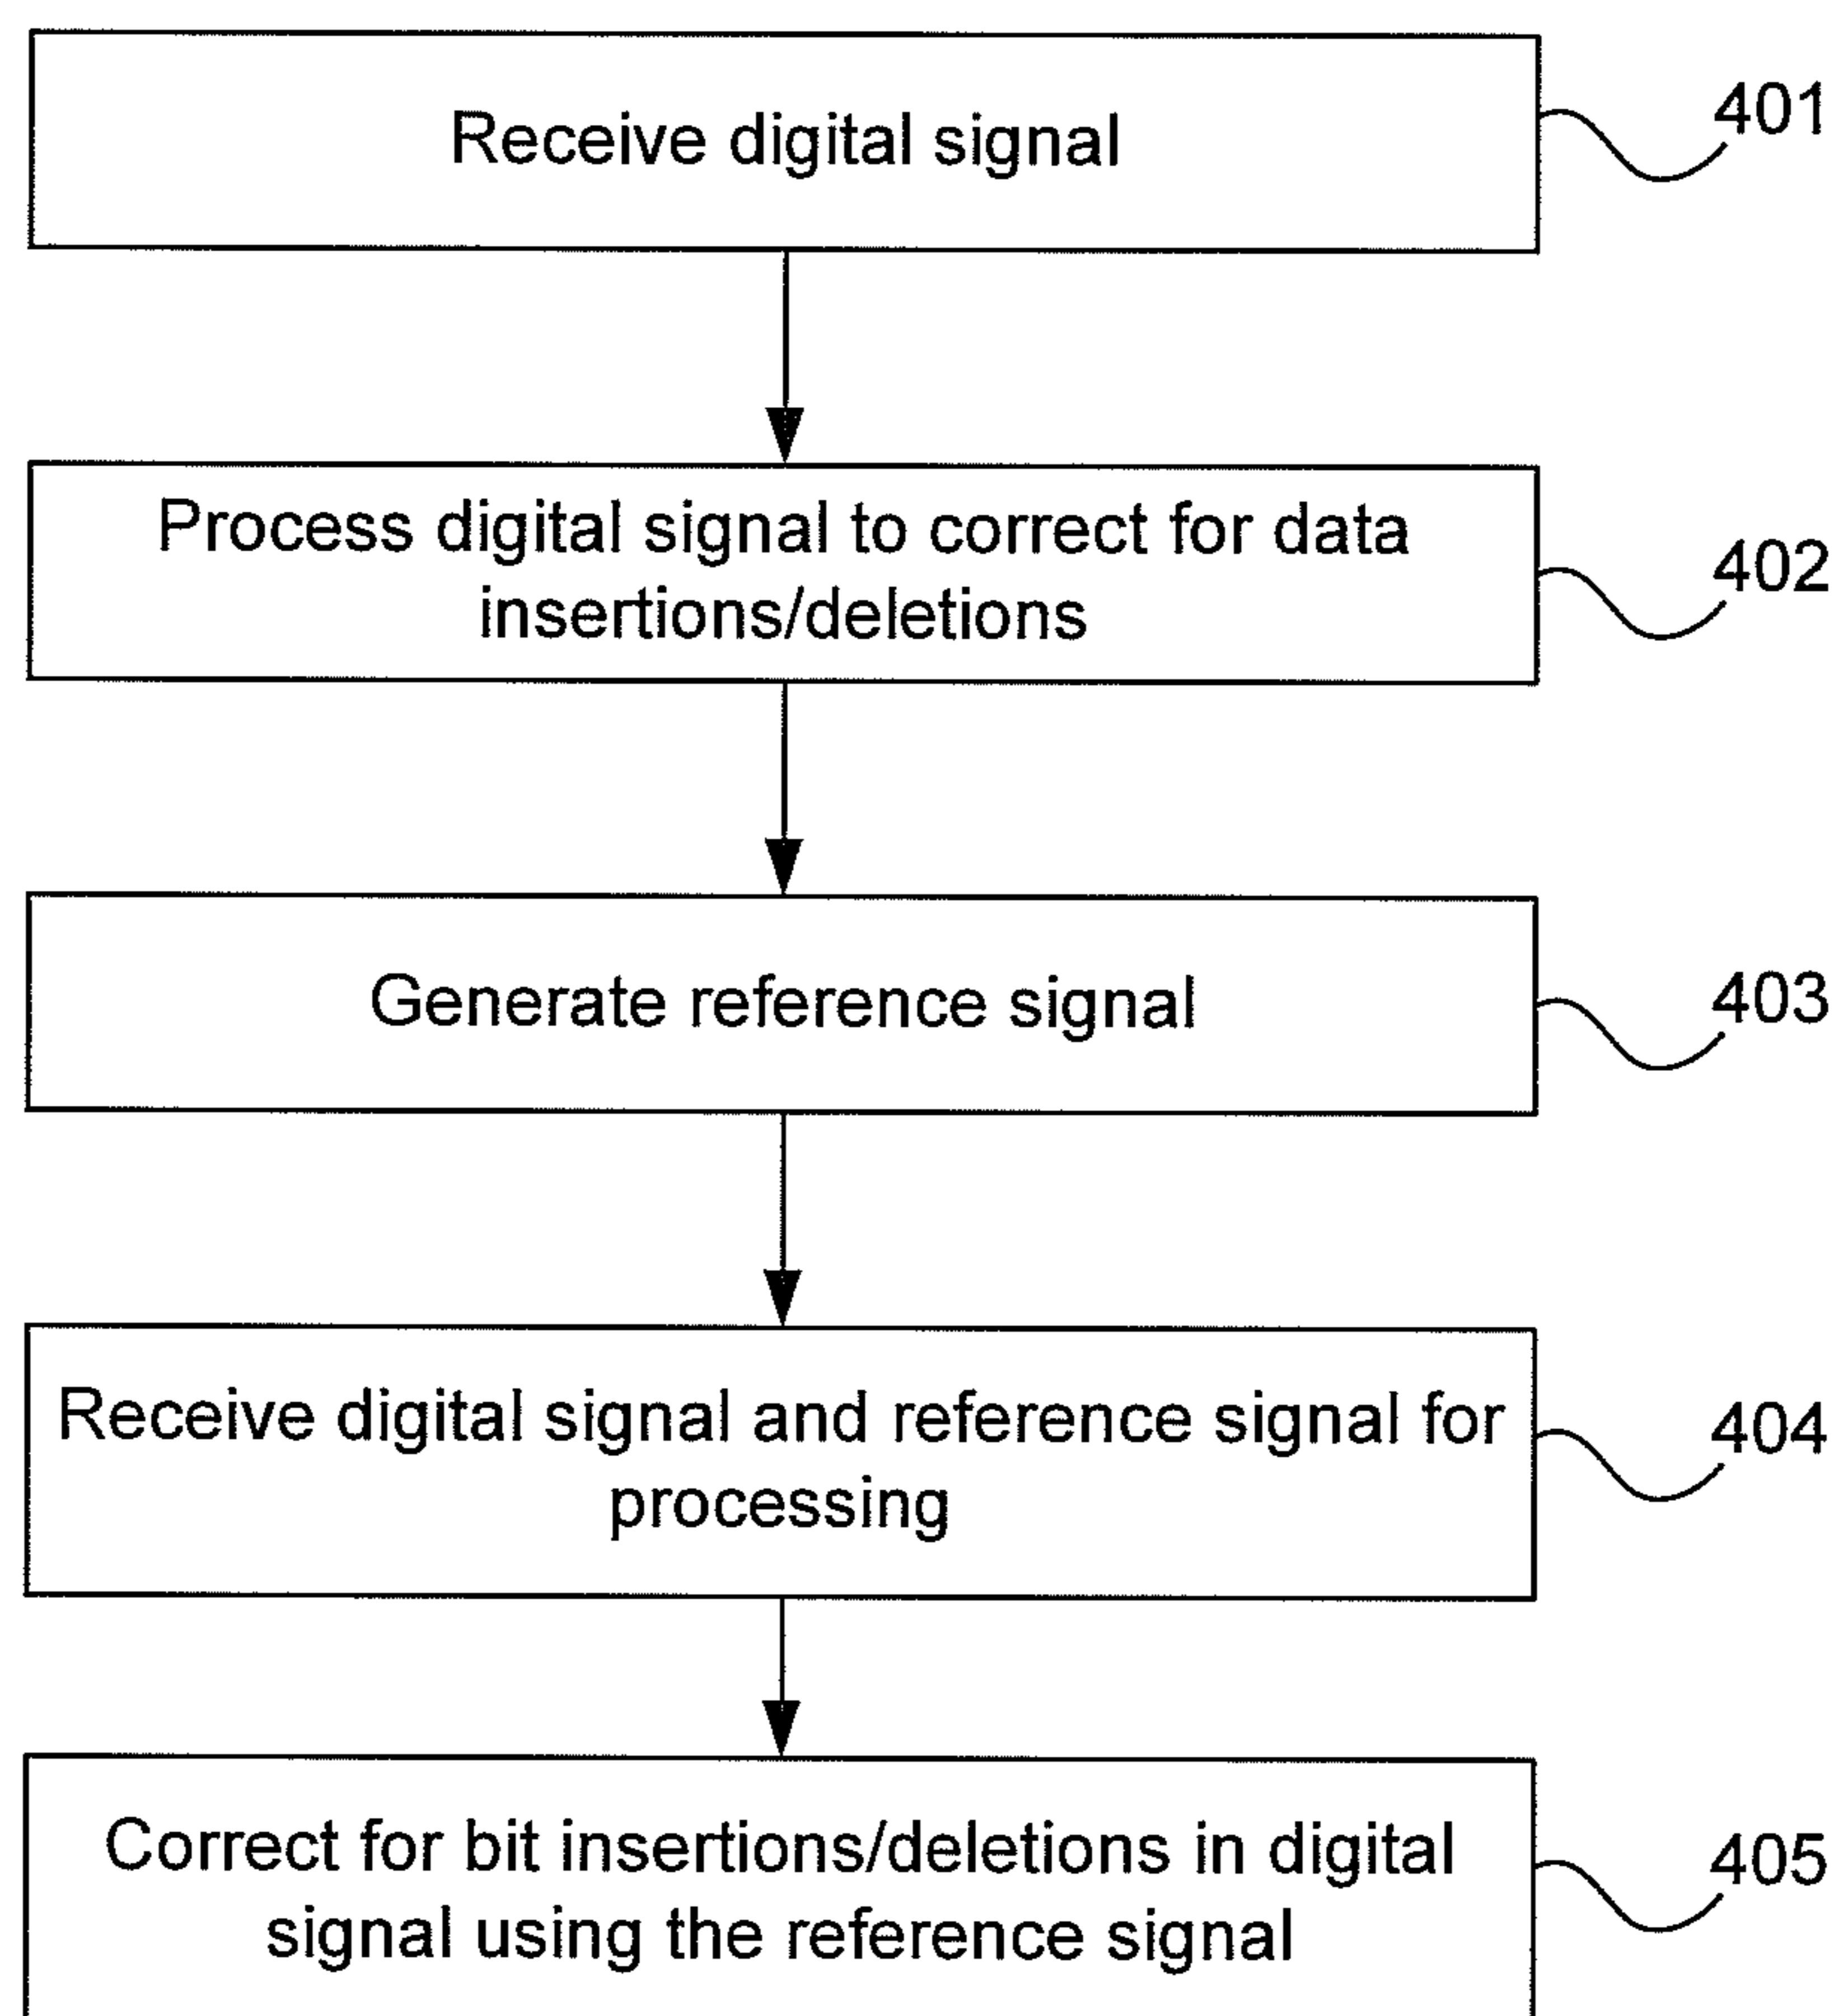 Receive digital signal
401
Process digital signal to correct for data
insertions/deletions
402
Generate reference signal
403
Receive digital signal and reference signal for
processing
404
Correct for bit insertions/deletions in digital
signal using the reference signal
405